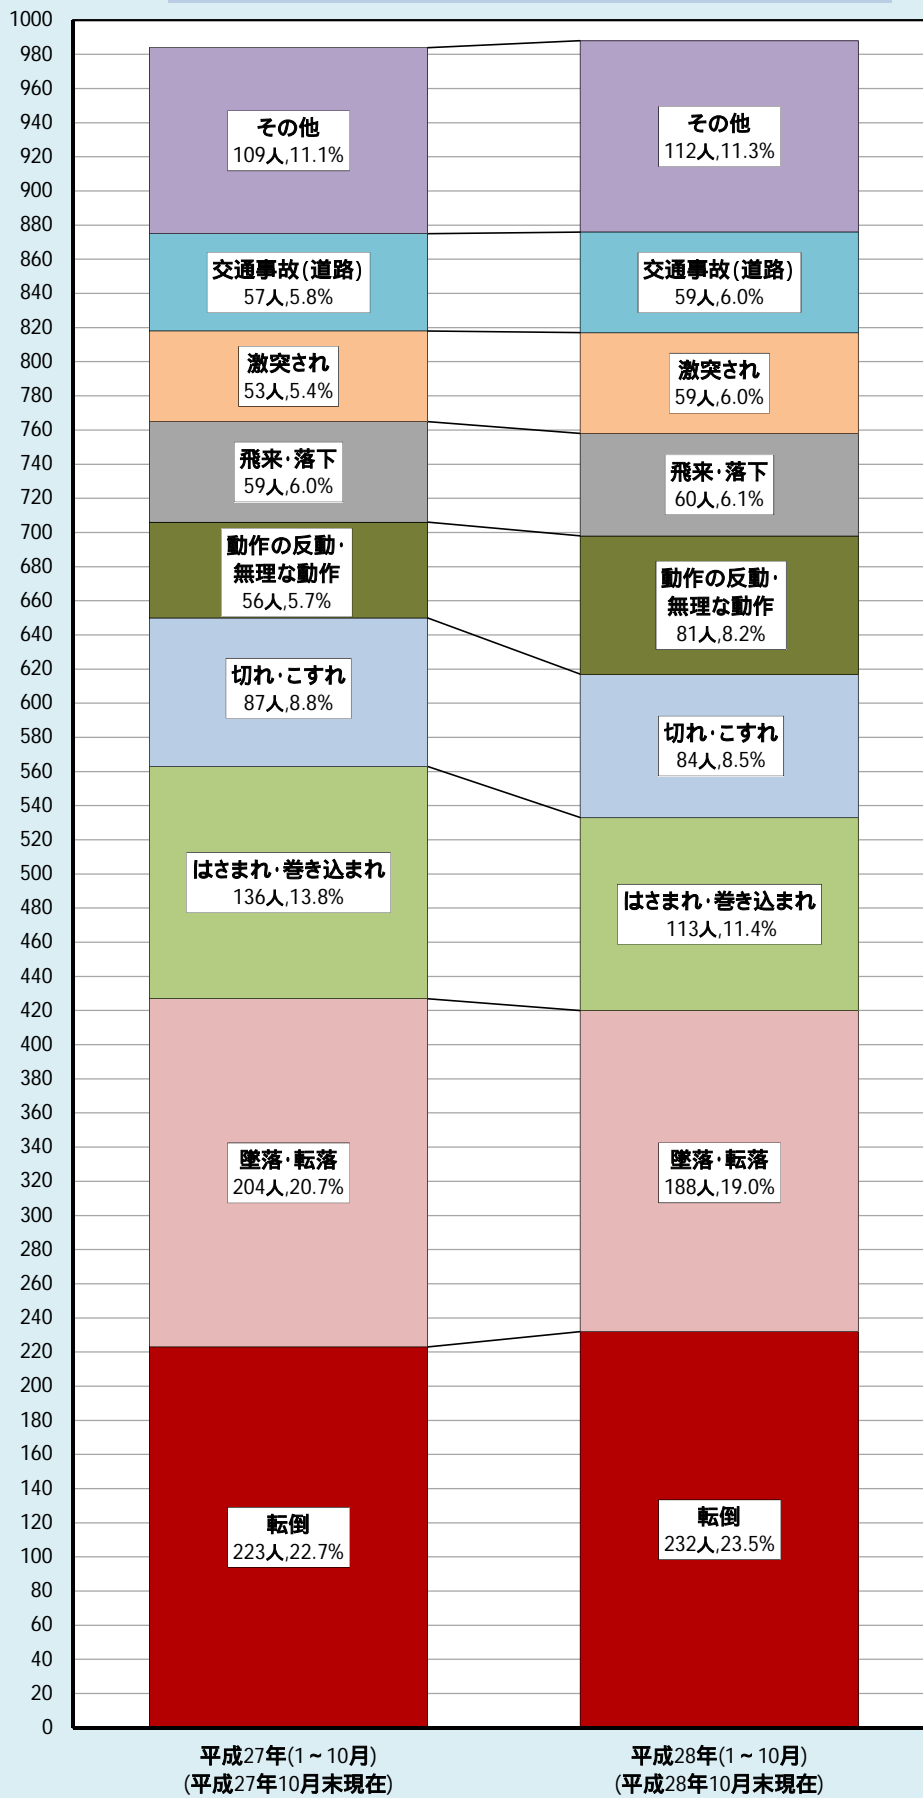 1000
980
960
940
920
900
880
860
840
820
800
780
760
740
720
700
680
660
640
620
600
580
560
540
520
500
480
460
440
420
400
380
360
340
320
300
280
260
240
220
200
180
160
140
120
100
80
60
40
20
0
その他
109人,11.1%
交通事故(道路)
57人,5.8%
激突され
53人,5.4%
飛来・落下
59人,6.0%
動作の反動・
無理な動作
56人,5.7%
切れ・こすれ
87人,8.8%
はさまれ・巻き込まれ
136人,13.8%
墜落・転落
204人,20.7%
転倒
223人,22.7%
平成27年(1~10月)
(平成27年10月末現在)
その他
112人,11.3%
交通事故(道路)
59人,6.0%
激突され
59人,6.0%
飛来・落下
60人,6.1%
動作の反動・
無理な動作
81人,8.2%
切れ・こすれ
84人,8.5%
はさまれ・巻き込まれ
113人,11.4%
墜落・転落
188人,19.0%
転倒
232人,23.5%
平成28年(1~10月)
(平成28年10月末現在)